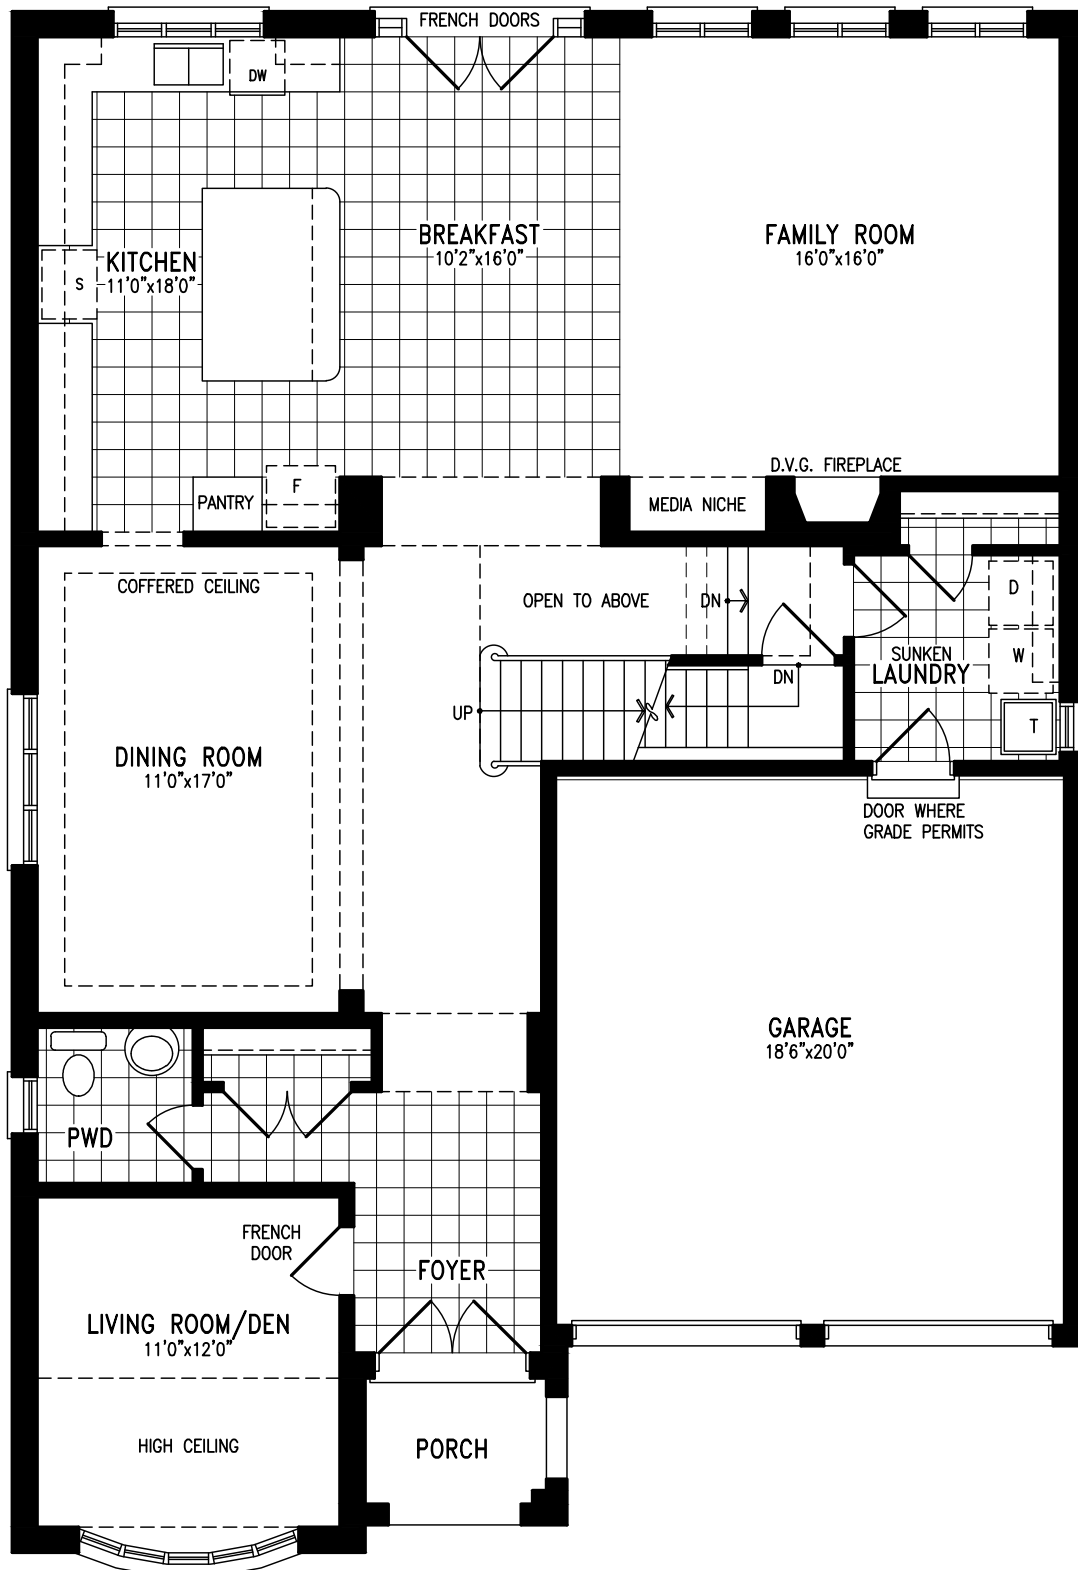 FRENCH DOORS
DW
BREAKFAST
10'2"x16'0"
FAMILY ROOM
16'0"x16'0"
KITCHEN
11'0"x18'0"
S
D.V.G. FIREPLACE
PANTRY
F
MEDIA NICHE
COFFERED CEILING
OPEN TO ABOVE
DN
D
SUNKEN
LAUNDRY
W
DN
UP
T
DINING ROOM
11'0"x17'0"
DOOR WHERE
GRADE PERMITS
GARAGE
18'6"x20'0"
PWD
FRENCH
DOOR
FOYER
LIVING ROOM/DEN
11'0"x12'0"
HIGH CEILING
PORCH